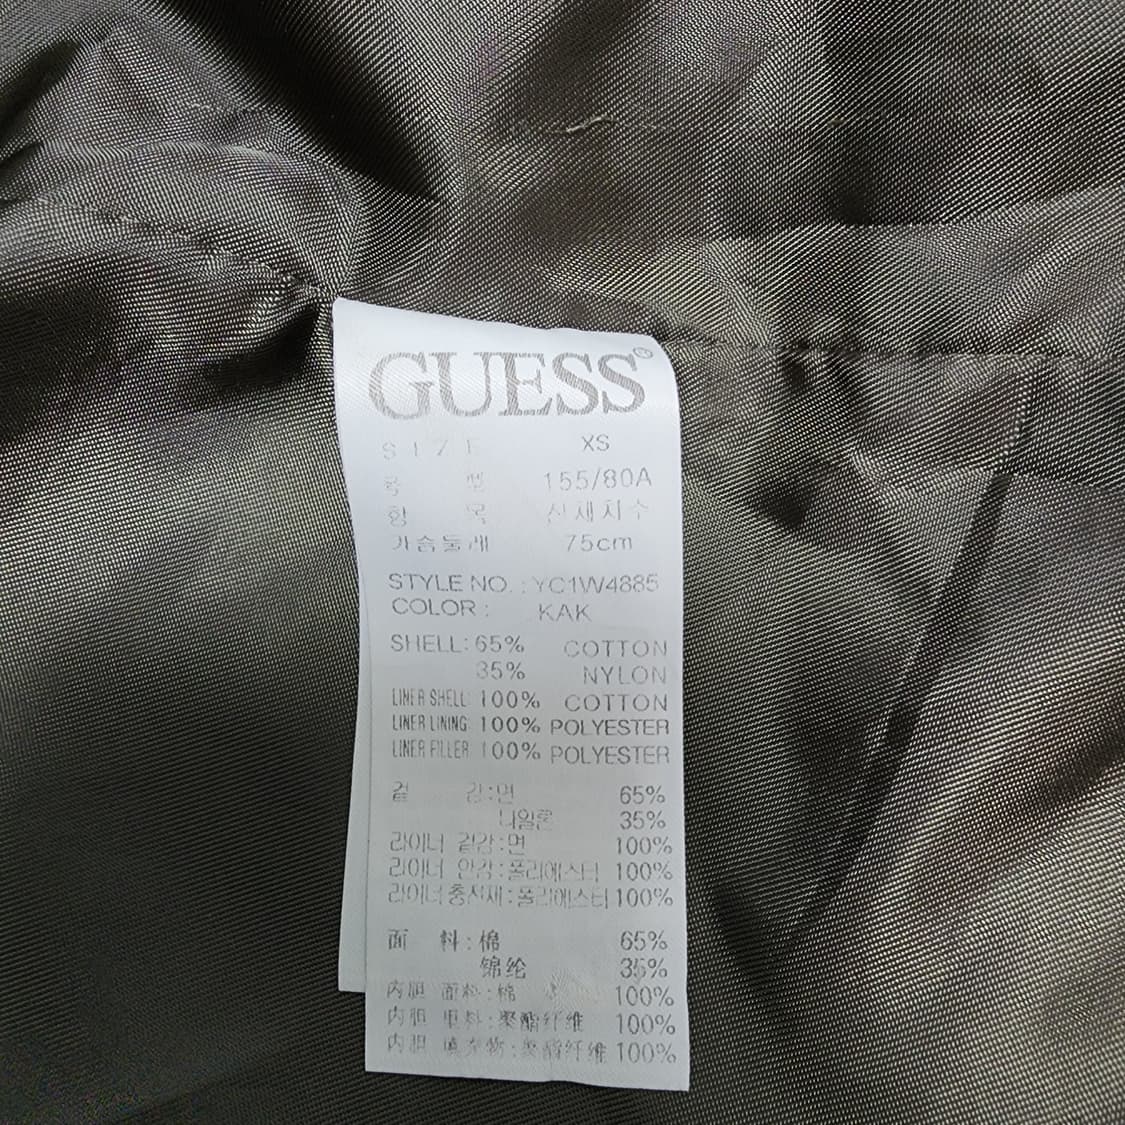 GUESS®
SIZE XS
호 형 155/80A
항 목 신체치수
가슴둘레 75cm
STYLE NO. : YC1W4885
COLOR : KAK
SHELL: 65% COTTON
35% NYLON
LINER SHELL: 100% COTTON
LINER LINING: 100% POLYESTER
LINER FILLER: 100% POLYESTER
겉 감:면 65%
나일론 35%
라이너 겉감:면 100%
라이너 안감:폴리에스터 100%
라이너 충전재:폴리에스터 100%
面 料:棉 65%
锦纶 35%
内胆 面料:棉 100%
内胆 里料:聚酯纤维 100%
内胆 填充物:聚酯纤维 100%